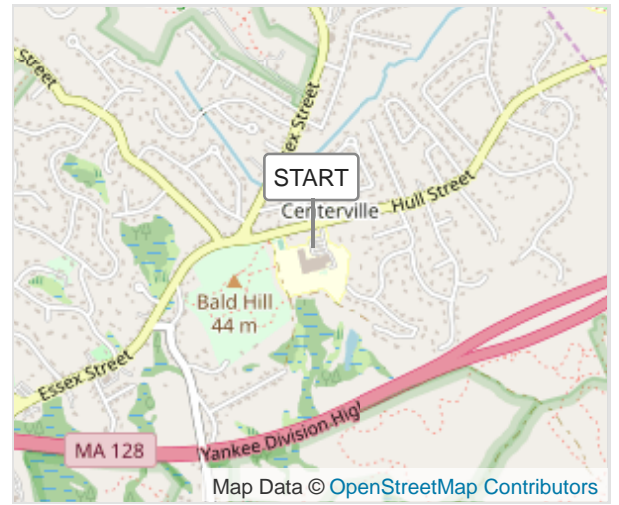 Street
Essex Street
START
Centerville
Hull Street
Bald Hill
44 m
Essex Street
MA 128
Yankee Division Hig
Map Data © OpenStreetMap Contributors